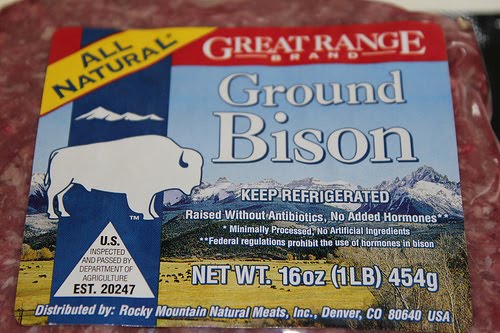 ALL
NATURAL*
GREAT RANGE
BRAND
Ground
Bison
TM
KEEP REFRIGERATED
Raised Without Antibiotics, No Added Hormones**
* Minimally Processed, No Artificial Ingredients
**Federal regulations prohibit the use of hormones in bison
U.S.
INSPECTED
AND PASSED BY
DEPARTMENT OF
AGRICULTURE
EST. 20247
NET WT. 16oz (1LB) 454g
Distributed by: Rocky Mountain Natural Meats, Inc., Denver, CO 80640 USA